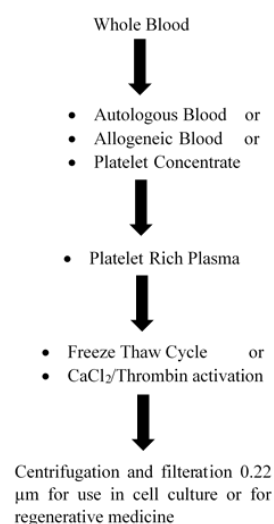 Whole Blood
• Autologous Blood or
• Allogeneic Blood or
• Platelet Concentrate
• Platelet Rich Plasma
• Freeze Thaw Cycle or
• CaCl₂/Thrombin activation
Centrifugation and filteration 0.22
μm for use in cell culture or for
regenerative medicine